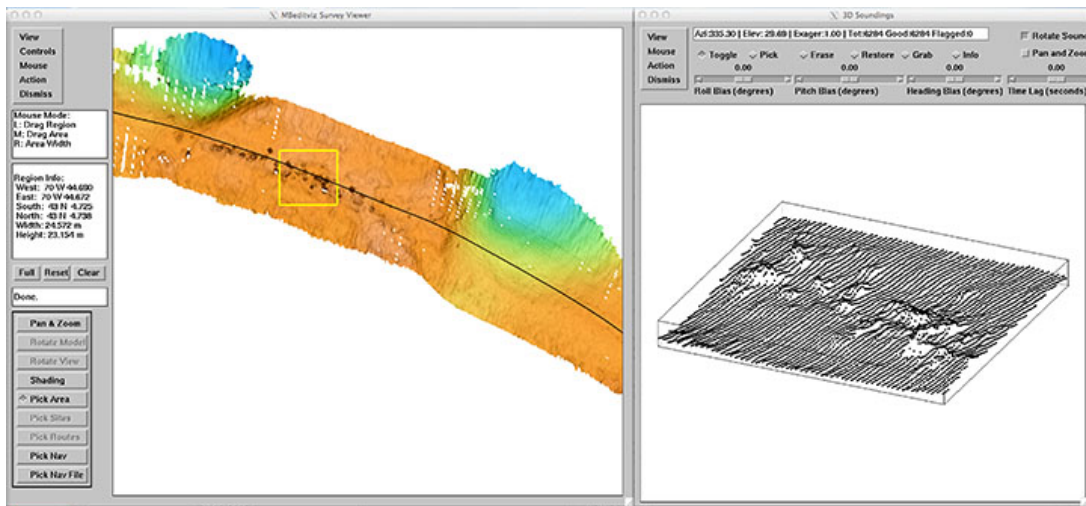 MBeditviz Survey Viewer
View
Controls
Mouse
Action
Dismiss
Mouse Mode:
L: Drag Region
M: Drag Area
R: Area Width
Region Info:
West: 70 W 44.690
East: 70 W 44.672
South: 43 N 4.725
North: 43 N 4.738
Width: 24.572 m
Height: 23.154 m
Full Reset Clear
Done.
Pan & Zoom
Rotate Model
Rotate View
Shading
Pick Area
Pick Sites
Pick Routes
Pick Nav
Pick Nav File
3D Soundings
View
Mouse
Action
Dismiss
Azi:335.30 | Elev: 29.69 | Exager:1.00 | Tot:6284 Good:6284 Flagged:0
Toggle Pick Erase Restore Grab Info
Rotate Soun
Pan and Zoo
0.00 0.00 0.00 0.00
Roll Bias (degrees) Pitch Bias (degrees) Heading Bias (degrees) Time Lag (seconds)